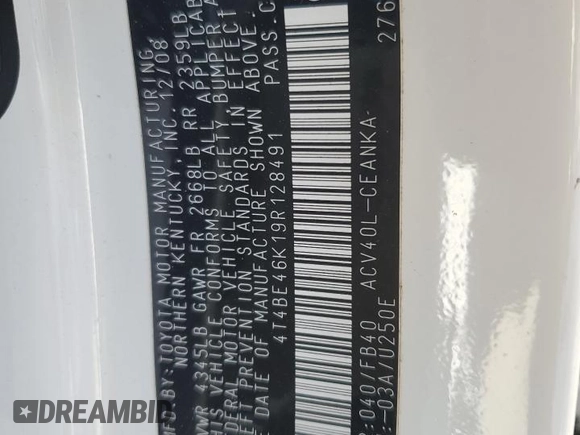 MFD BY: TOYOTA MOTOR MANUFACTURING,
NORTHERN KENTUCKY, INC. 12/08
GVWR 4345LB GAWR FR 2668LB RR 2359LB
THIS VEHICLE CONFORMS TO ALL APPLICAB
FEDERAL MOTOR VEHICLE SAFETY, BUMPER A
THEFT PREVENTION STANDARDS IN EFFECT
E DATE OF MANUFACTURE SHOWN ABOVE.
4T4BE46K19R128491 PASS.C
:040/FB40 ACV40L-CEANKA-
:-03A/U250E 276
DREAMBID